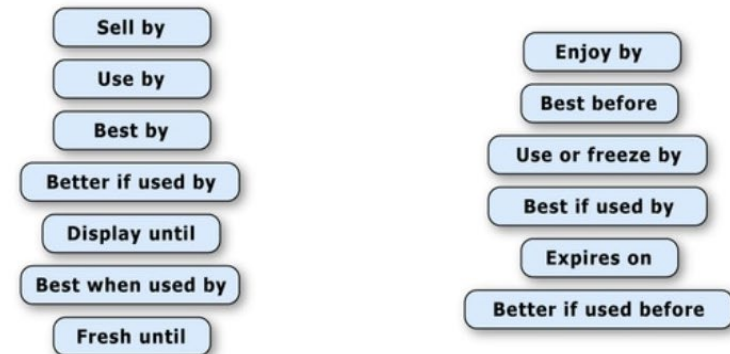 Sell by
Use by
Best by
Better if used by
Display until
Best when used by
Fresh until
Enjoy by
Best before
Use or freeze by
Best if used by
Expires on
Better if used before